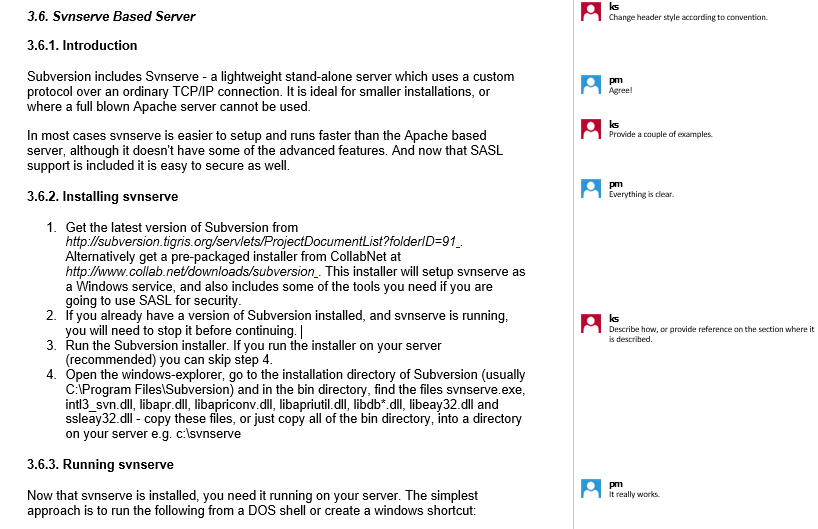 3.6. Svnserve Based Server
3.6.1. Introduction
Subversion includes Svnserve - a lightweight stand-alone server which uses a custom
protocol over an ordinary TCP/IP connection. It is ideal for smaller installations, or
where a full blown Apache server cannot be used.
In most cases svnserve is easier to setup and runs faster than the Apache based
server, although it doesn't have some of the advanced features. And now that SASL
support is included it is easy to secure as well.
3.6.2. Installing svnserve
1. Get the latest version of Subversion from
http://subversion.tigris.org/servlets/ProjectDocumentList?folderID=91_.
Alternatively get a pre-packaged installer from CollabNet at
http://www.collab.net/downloads/subversion_. This installer will setup svnserve as
a Windows service, and also includes some of the tools you need if you are
going to use SASL for security.
2. If you already have a version of Subversion installed, and svnserve is running,
you will need to stop it before continuing.
3. Run the Subversion installer. If you run the installer on your server
(recommended) you can skip step 4.
4. Open the windows-explorer, go to the installation directory of Subversion (usually
C:\Program Files\Subversion) and in the bin directory, find the files svnserve.exe,
intl3_svn.dll, libapr.dll, libapriconv.dll, libapriutil.dll, libdb*.dll, libeay32.dll and
ssleay32.dll - copy these files, or just copy all of the bin directory, into a directory
on your server e.g. c:\svnserve
3.6.3. Running svnserve
Now that svnserve is installed, you need it running on your server. The simplest
approach is to run the following from a DOS shell or create a windows shortcut:
ks
Change header style according to convention.
pm
Agree!
ks
Provide a couple of examples.
pm
Everything is clear.
ks
Describe how, or provide reference on the section where it
is described.
pm
It really works.